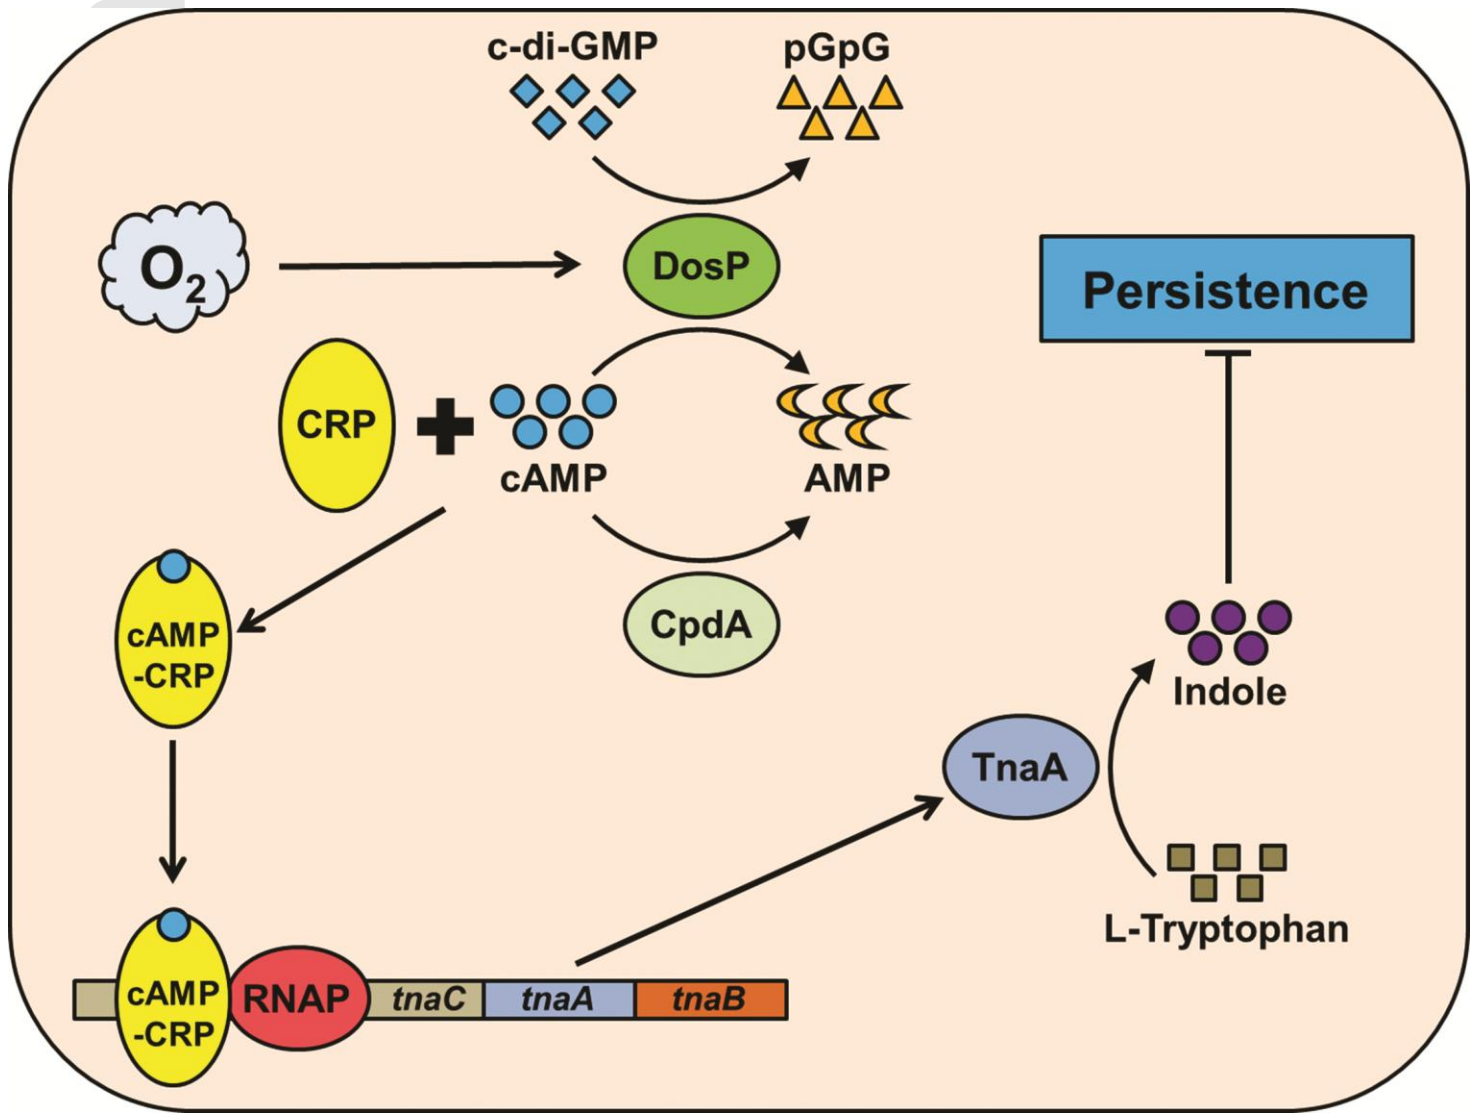 c-di-GMP
pGpG
O2
DosP
Persistence
CRP
cAMP
AMP
cAMP
-CRP
CpdA
Indole
TnaA
L-Tryptophan
cAMP
-CRP
RNAP
tnaC
tnaA
tnaB